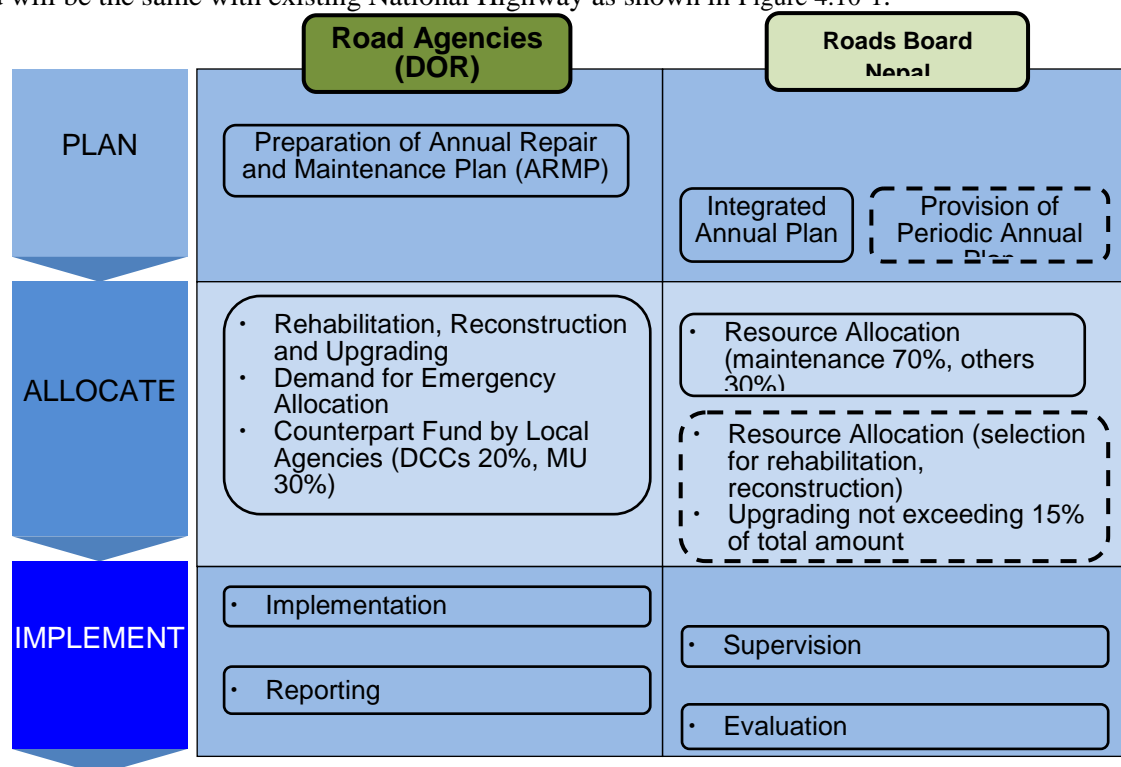 will be the same with existing National Highway as shown in Figure 4.10-1.
Road Agencies
(DOR)
Roads Board
Nepal
PLAN
Preparation of Annual Repair
and Maintenance Plan (ARMP)
Integrated
Annual Plan
Provision of
Periodic Annual
Plan
ALLOCATE
· Rehabilitation, Reconstruction
and Upgrading
· Demand for Emergency
Allocation
· Counterpart Fund by Local
Agencies (DCCs 20%, MU
30%)
· Resource Allocation
(maintenance 70%, others
30%)
· Resource Allocation (selection
for rehabilitation,
reconstruction)
· Upgrading not exceeding 15%
of total amount
IMPLEMENT
· Implementation
· Reporting
· Supervision
· Evaluation